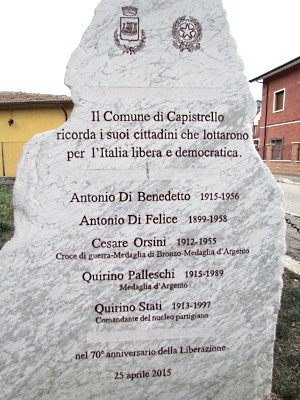 Il Comune di Capistrello
ricorda i suoi cittadini che lottarono
per l'Italia libera e democratica.
Antonio Di Benedetto 1915-1956
Antonio Di Felice 1899-1958
Cesare Orsini 1912-1955
Croce di guerra-Medaglia di Bronzo-Medaglia d'Argento
Quirino Palleschi 1915-1989
Medaglia d'Argento
Quirino Stati 1913-1997
Comandante del nucleo partigiano
nel 70° anniversario della Liberazione
25 aprile 2015